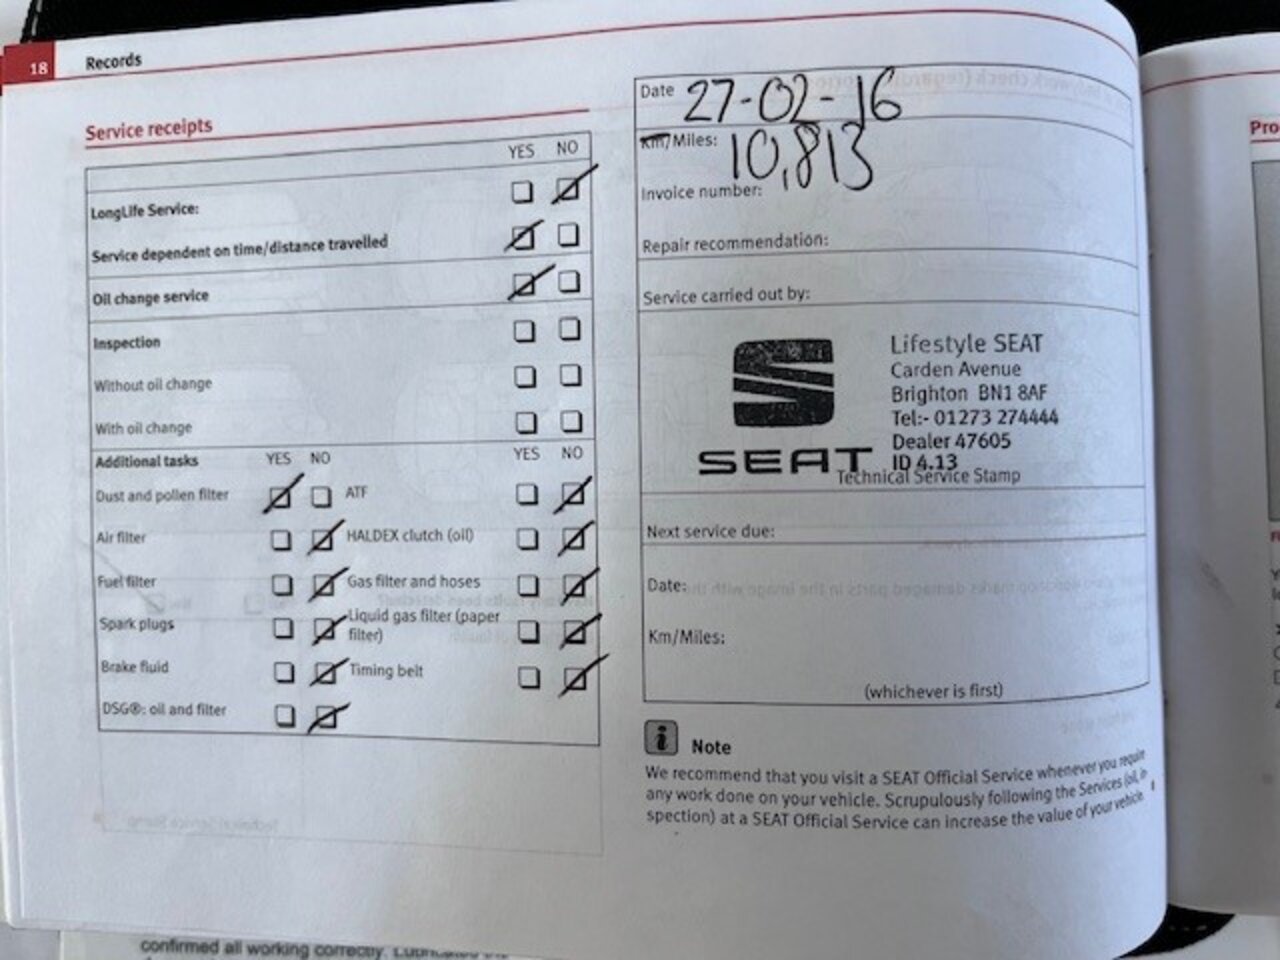 18 Records
Service receipts
YES NO
LongLife Service:
Service dependent on time/distance travelled
Oil change service
Inspection
Without oil change
With oil change
Additional tasks YES NO YES NO
Dust and pollen filter ATF
Air filter HALDEX clutch (oil)
Fuel filter Gas filter and hoses
Spark plugs Liquid gas filter (paper
filter)
Brake fluid Timing belt
DSG®: oil and filter
Date 27-02-16
Km/Miles: 10,813
Invoice number:
Repair recommendation:
Service carried out by:
Lifestyle SEAT
Carden Avenue
Brighton BN1 8AF
Tel:- 01273 274444
Dealer 47605
SEAT ID 4.13
Technical Service Stamp
Next service due:
Date:
Km/Miles:
(whichever is first)
i Note
We recommend that you visit a SEAT Official Service whenever you require
any work done on your vehicle. Scrupulously following the Services (oil, in
spection) at a SEAT Official Service can increase the value of your vehicle
Pro
confirmed all working correctly. Lubricated the